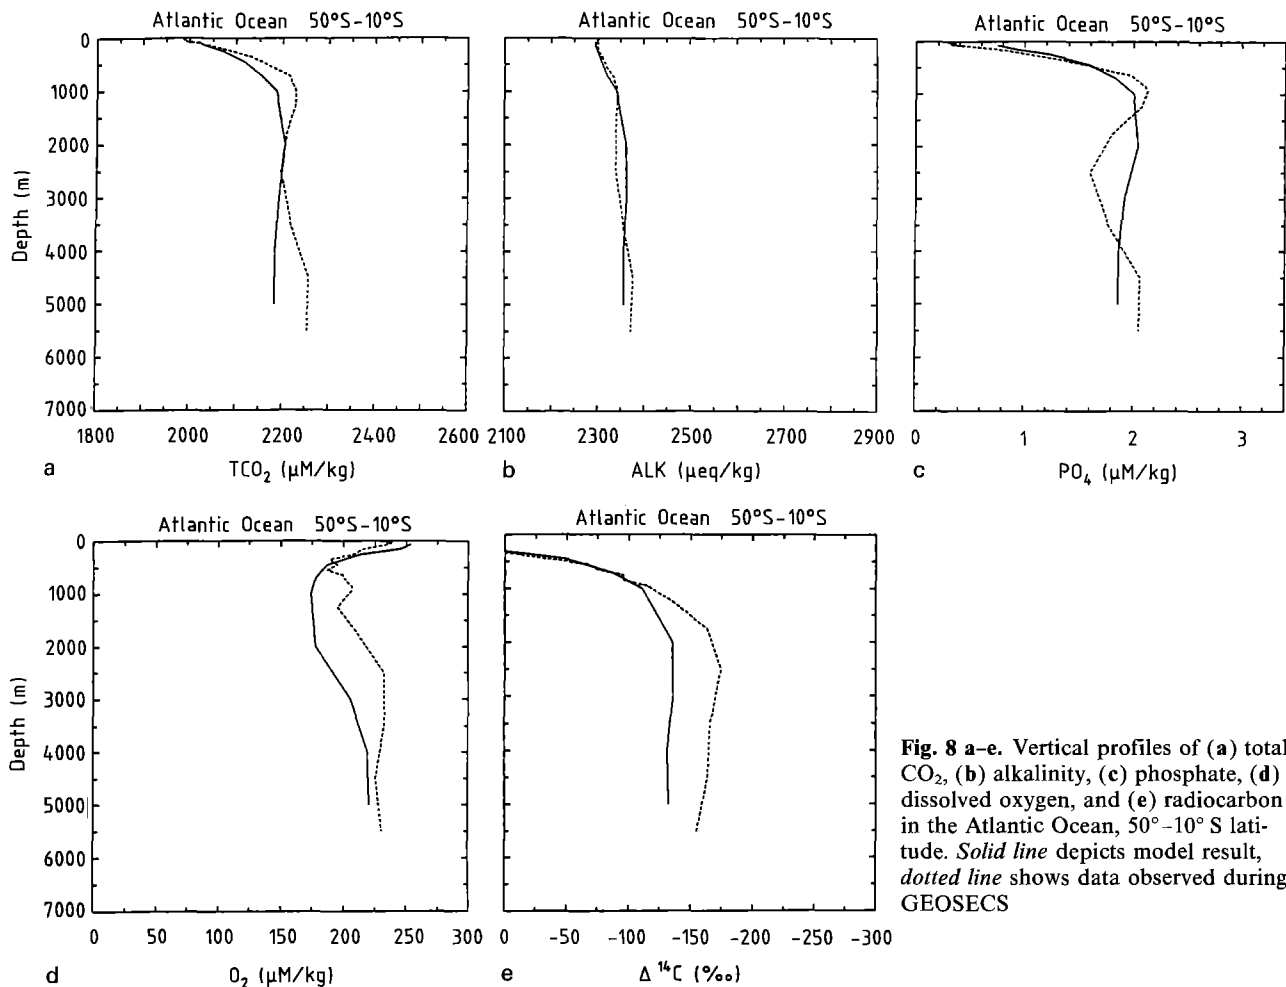 Atlantic Ocean 50°S-10°S
0
1000
2000
3000
4000
5000
6000
7000
Depth (m)
1800 2000 2200 2400 2600
a TCO₂ (µM/kg)
Atlantic Ocean 50°S-10°S
2100 2300 2500 2700 2900
b ALK (µeq/kg)
Atlantic Ocean 50°S-10°S
0 1 2 3
c PO₄ (µM/kg)
Atlantic Ocean 50°S-10°S
0
1000
2000
3000
4000
5000
6000
7000
Depth (m)
0 50 100 150 200 250 300
d O₂ (µM/kg)
Atlantic Ocean 50°S-10°S
0 -50 -100 -150 -200 -250 -300
e Δ ¹⁴C (‰)
Fig. 8 a–e. Vertical profiles of (a) total
CO₂, (b) alkalinity, (c) phosphate, (d)
dissolved oxygen, and (e) radiocarbon
in the Atlantic Ocean, 50°–10° S lati-
tude. Solid line depicts model result,
dotted line shows data observed during
GEOSECS